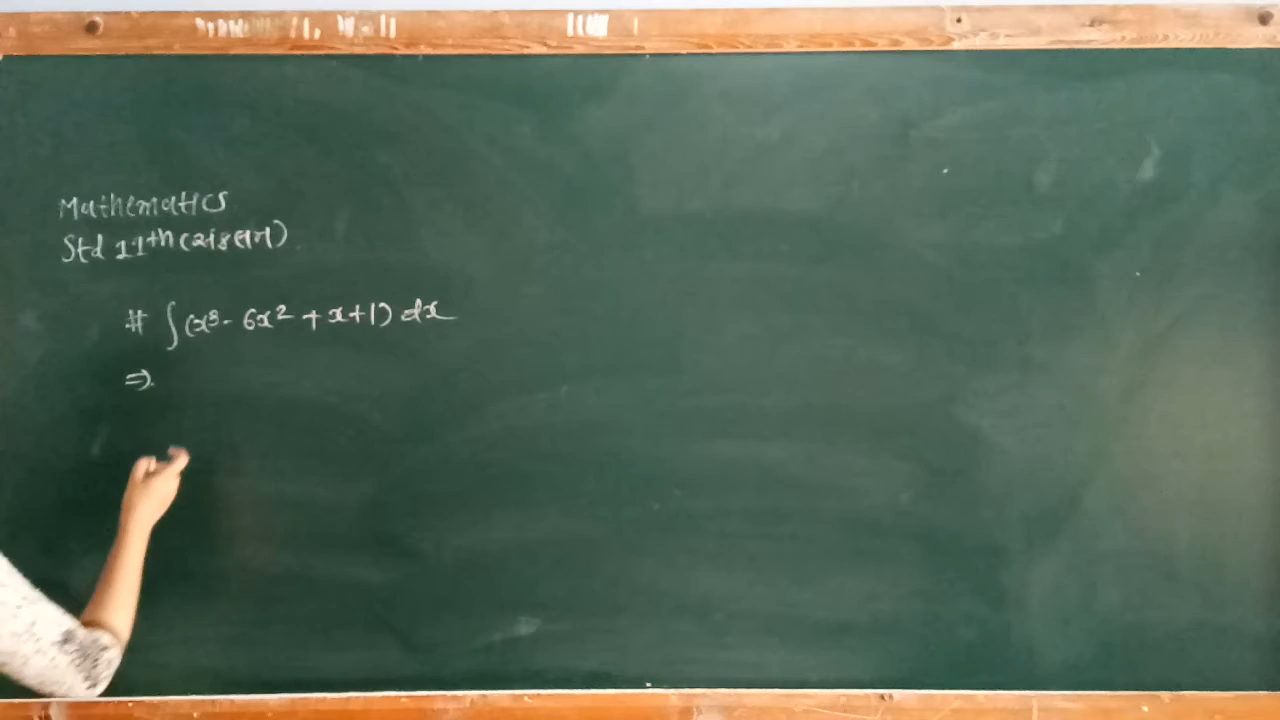 Mathematics
Std 11th
# ∫(x³- 6x² + x+1) dx
⇒